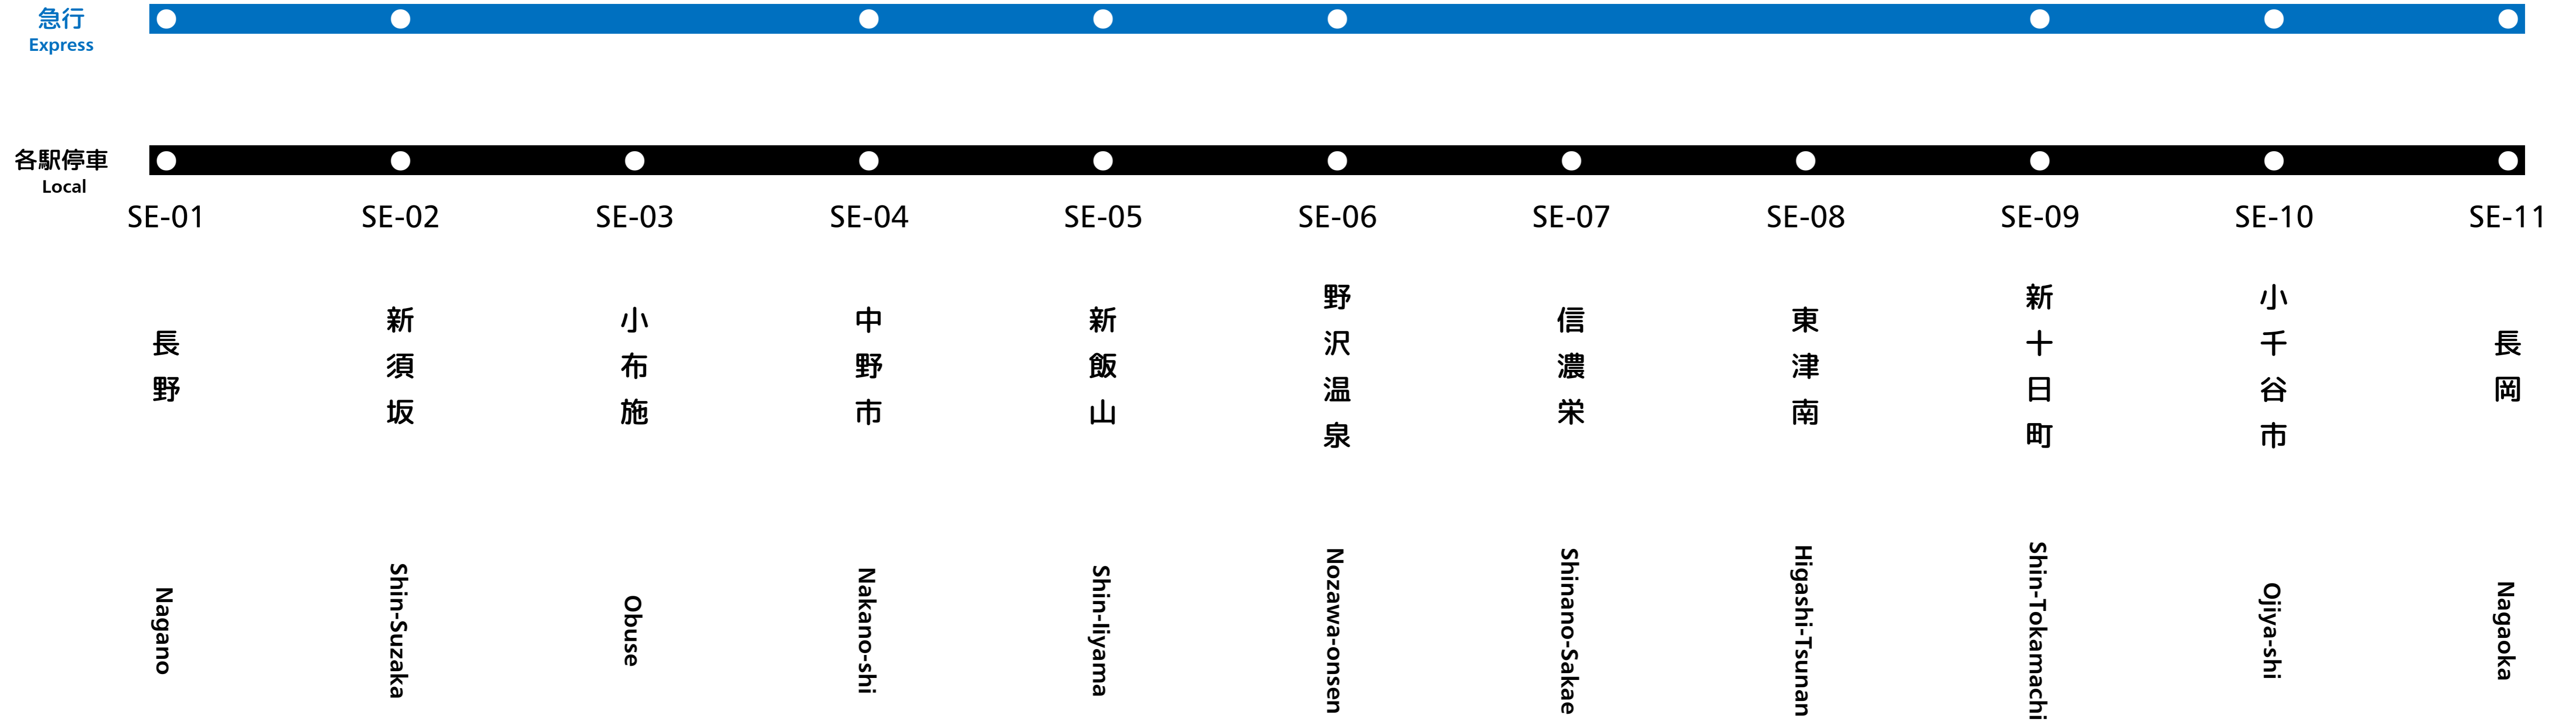 急行
Express
各駅停車
Local
SE-01
SE-02
SE-03
SE-04
SE-05
SE-06
SE-07
SE-08
SE-09
SE-10
SE-11
長野
新須坂
小布施
中野市
新飯山
野沢温泉
信濃栄
東津南
新十日町
小千谷市
長岡
Nagano
Shin-Suzaka
Obuse
Nakano-shi
Shin-Iiyama
Nozawa-onsen
Shinano-Sakae
Higashi-Tsunan
Shin-Tokamachi
Ojiya-shi
Nagaoka